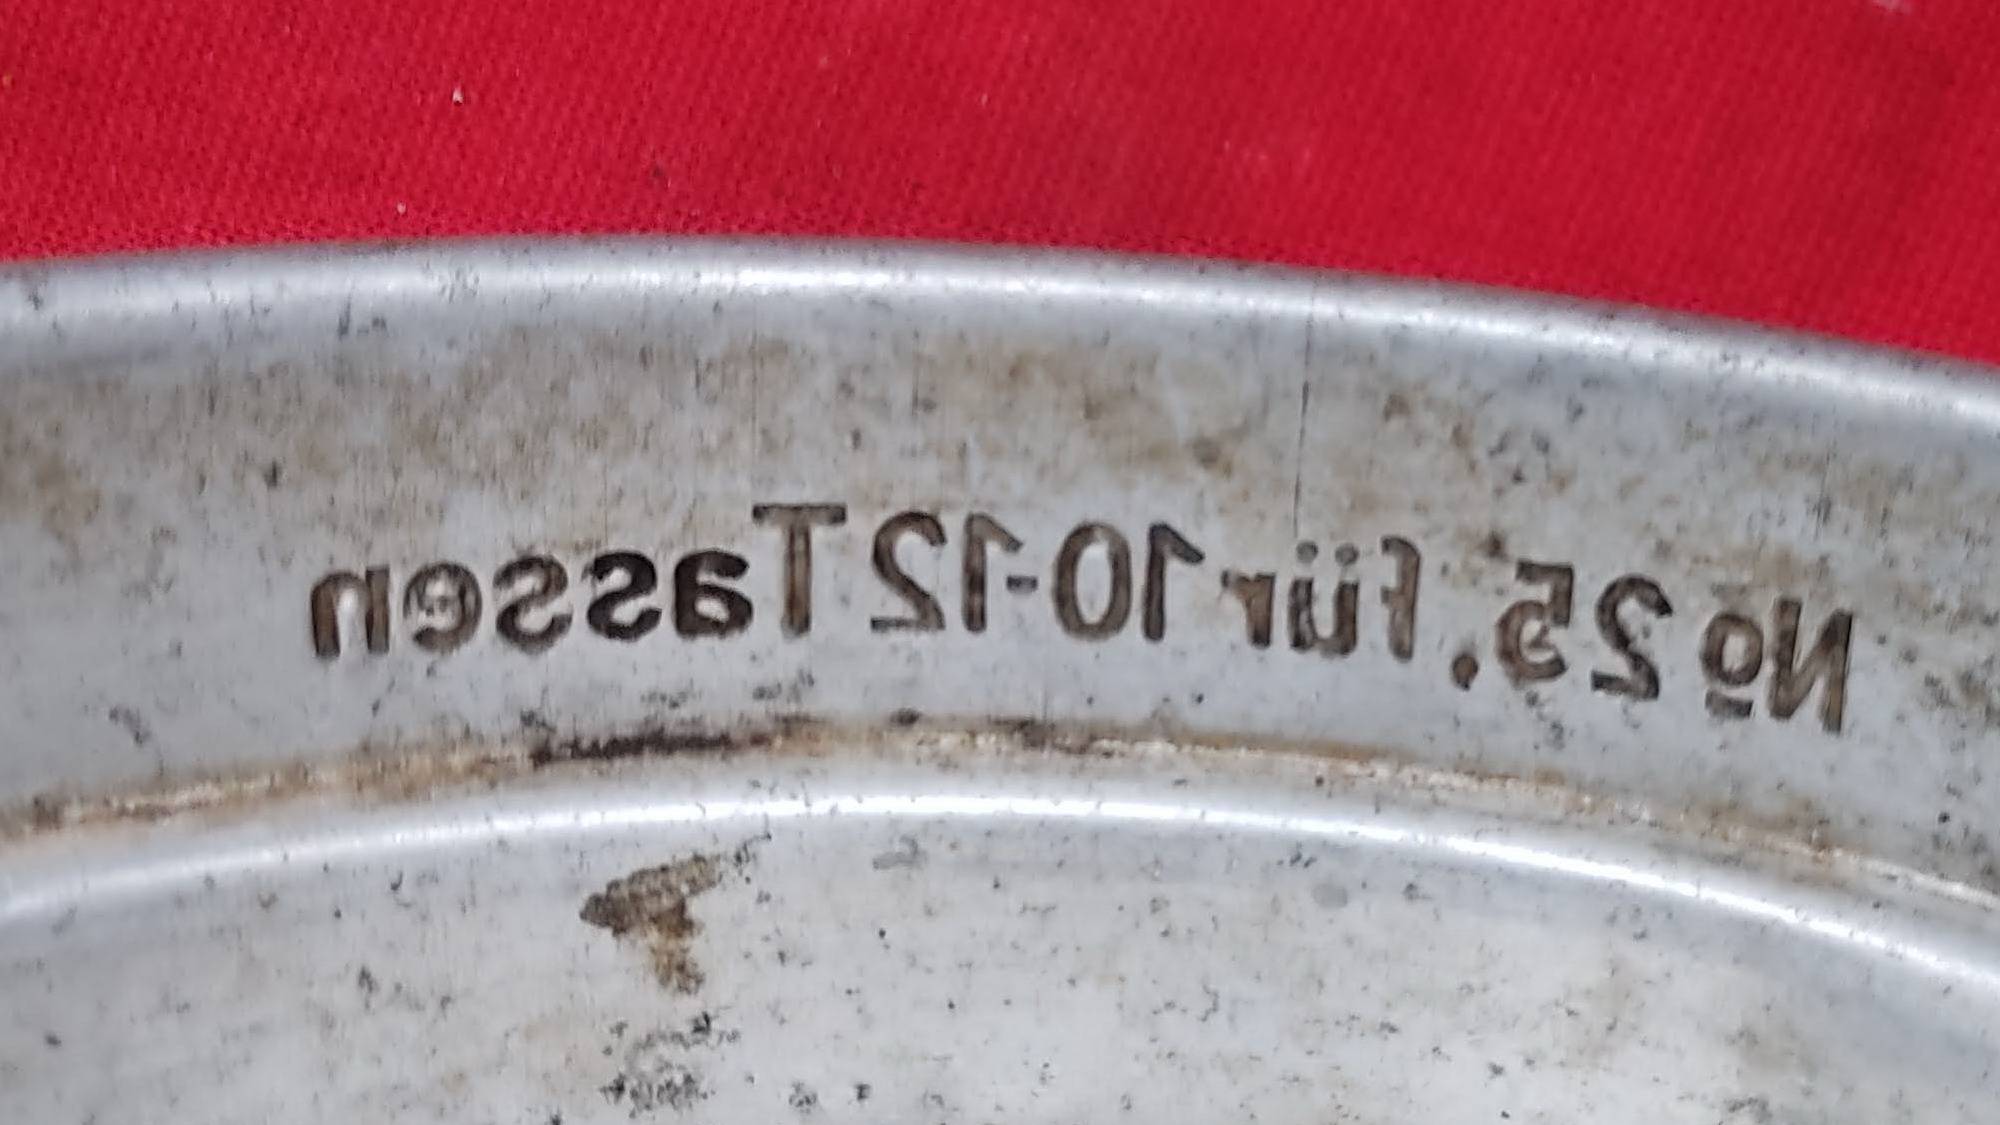 № 25. für 10-12 Tassen